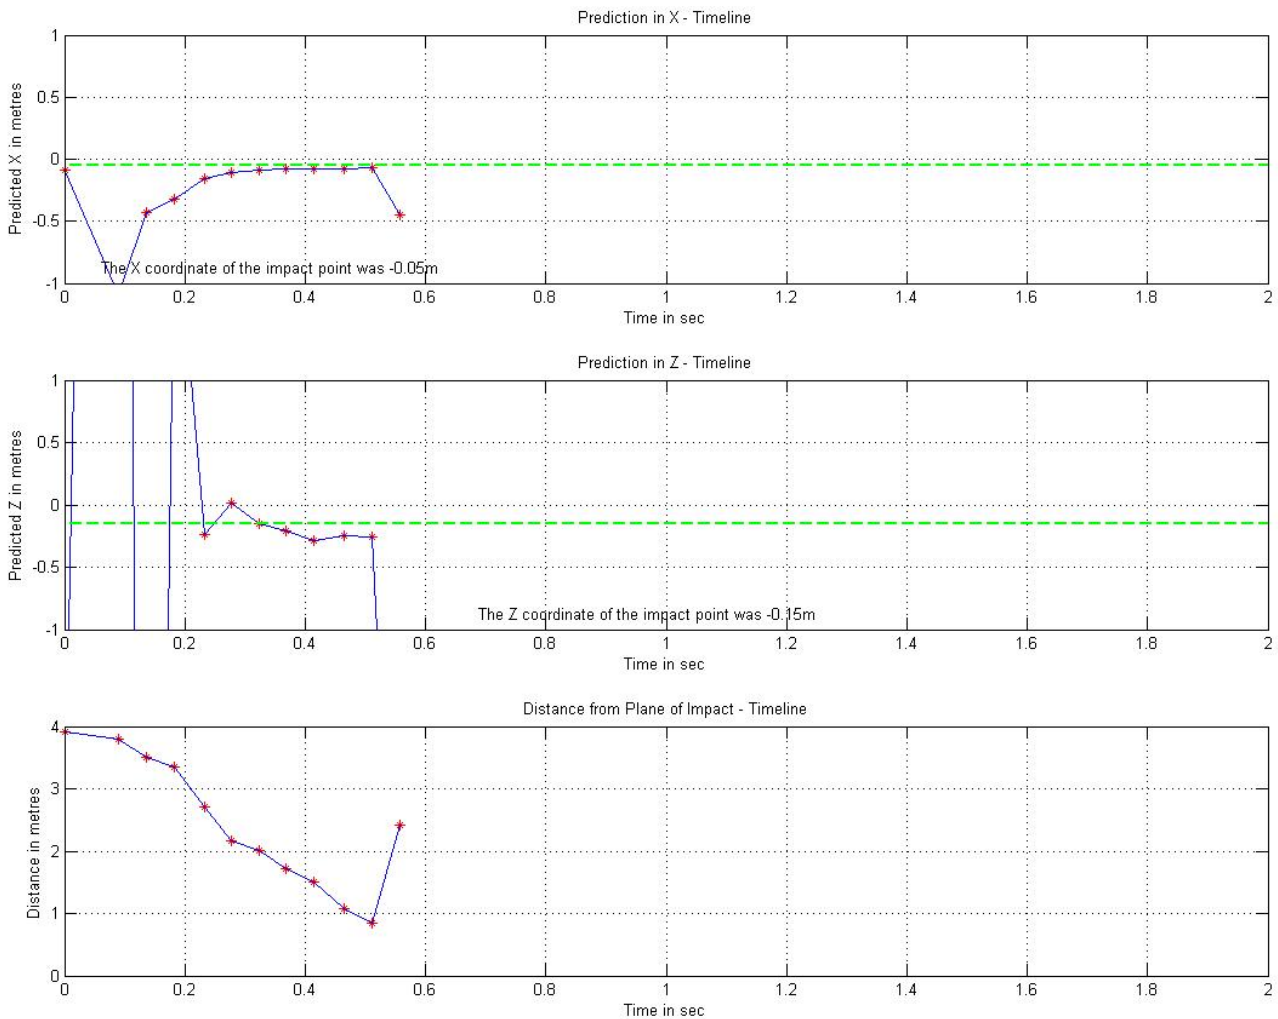 Prediction in X - Timeline
1
0.5
0
-0.5
-1
Predicted X in metres
The X coordinate of the impact point was -0.05m
0 0.2 0.4 0.6 0.8 1 1.2 1.4 1.6 1.8 2
Time in sec
Prediction in Z - Timeline
1
0.5
0
-0.5
-1
Predicted Z in metres
The Z coordinate of the impact point was -0.15m
0 0.2 0.4 0.6 0.8 1 1.2 1.4 1.6 1.8 2
Time in sec
Distance from Plane of Impact - Timeline
4
3
2
1
0
Distance in metres
0 0.2 0.4 0.6 0.8 1 1.2 1.4 1.6 1.8 2
Time in sec